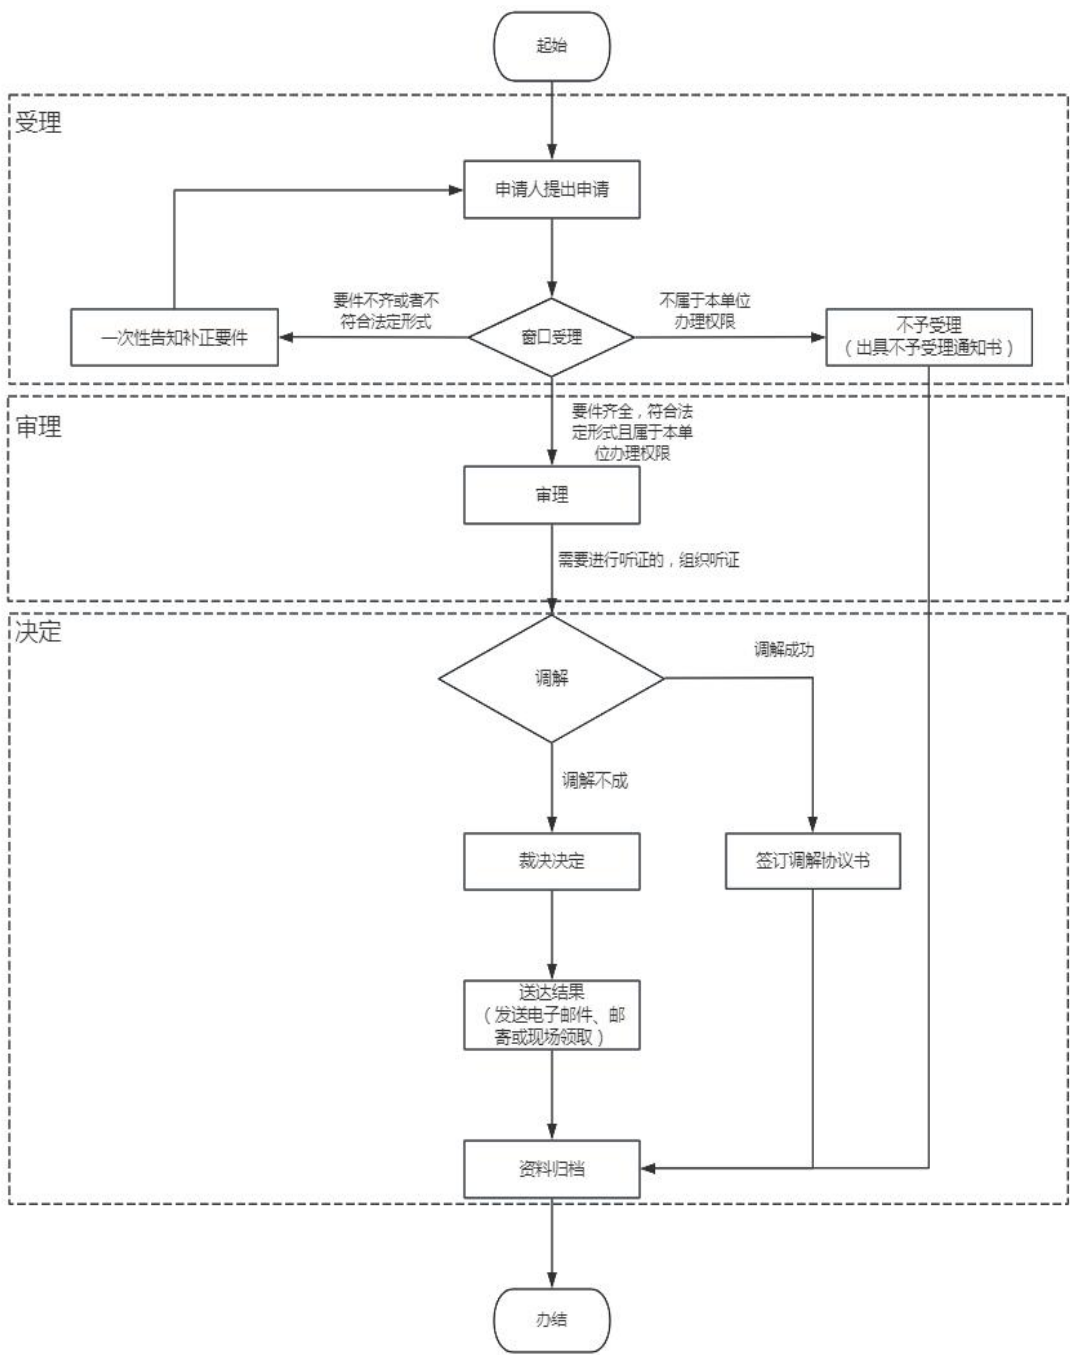 起始
受理
申请人提出申请
要件不齐或者不
符合法定形式
不属于本单位
办理权限
一次性告知补正要件
窗口受理
不予受理
（出具不予受理通知书）
审理
要件齐全，符合法
定形式且属于本单
位办理权限
审理
需要进行听证的，组织听证
决定
调解
调解成功
调解不成
裁决决定
签订调解协议书
送达结果
（发送电子邮件、邮
寄或现场领取）
资料归档
办结